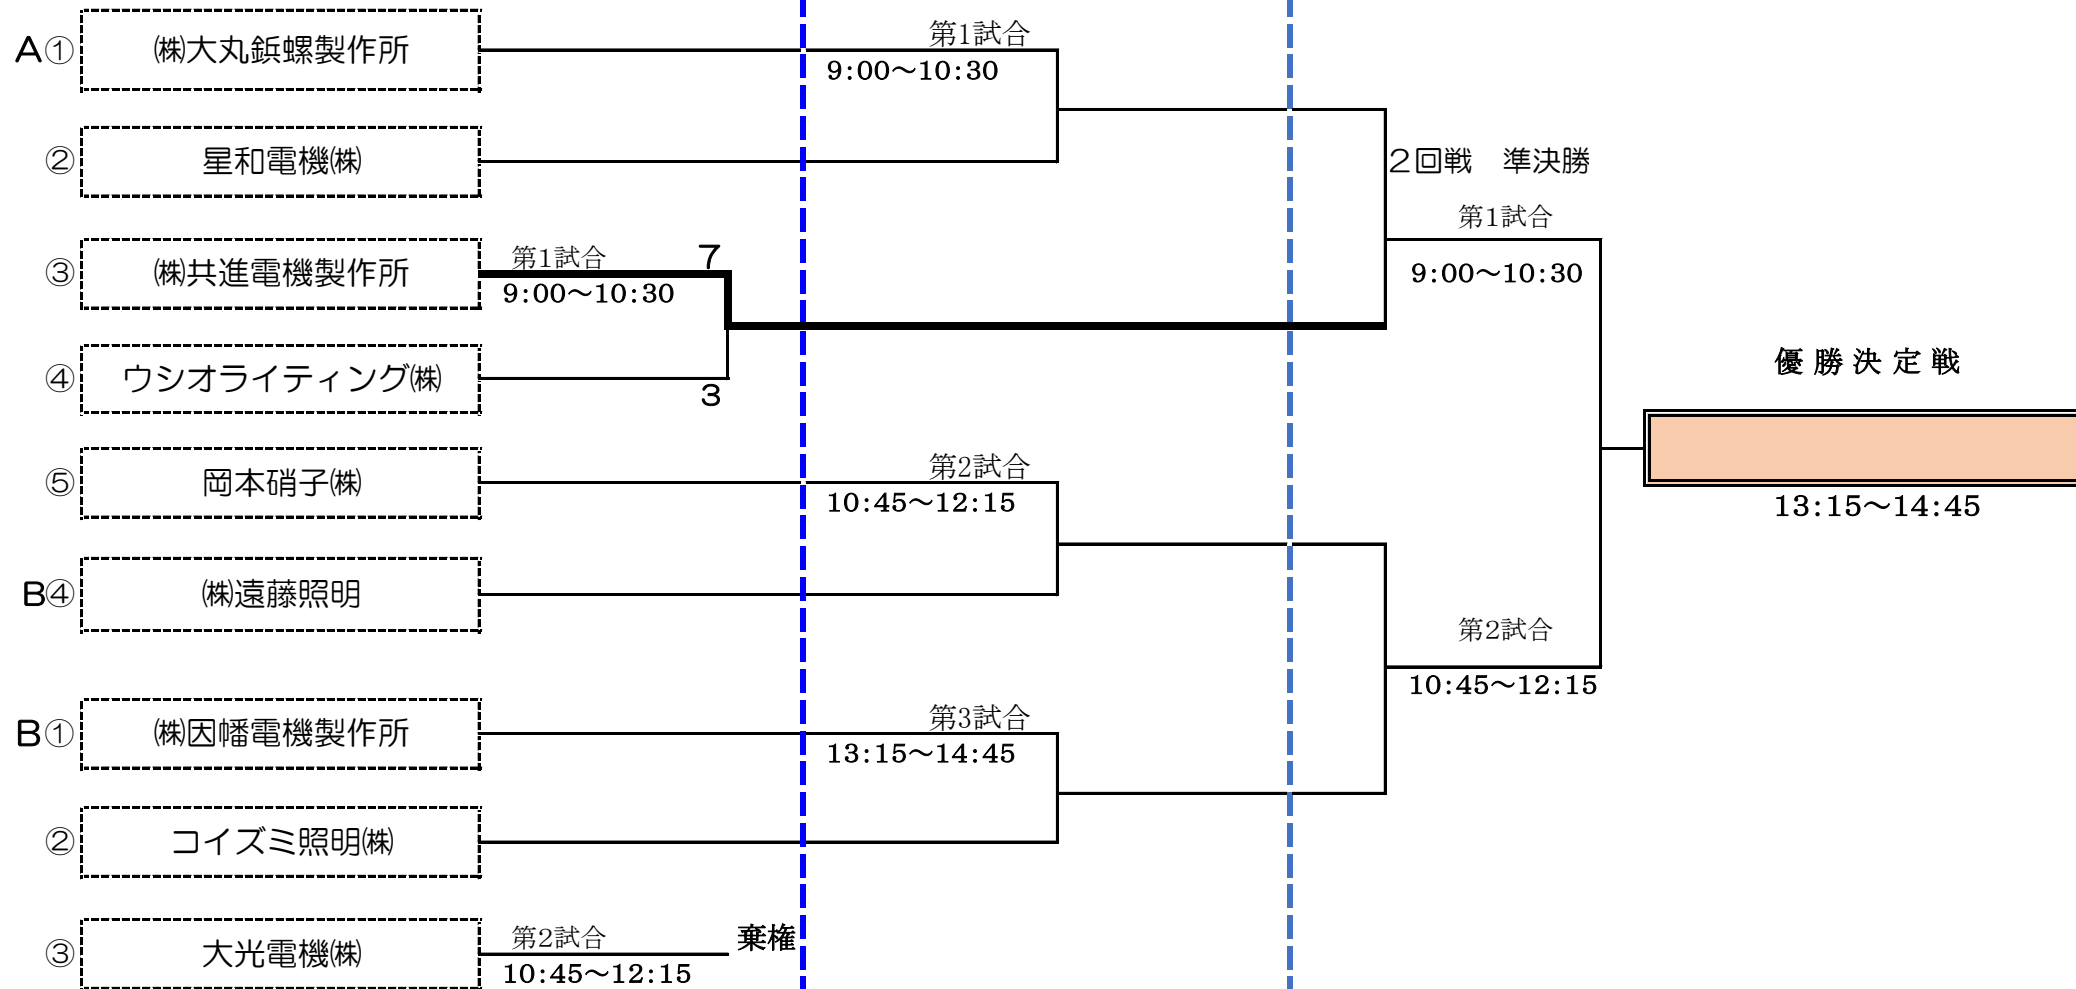 A① ㈱大丸鋲螺製作所
第1試合
9:00～10:30
② 星和電機㈱
2回戦　準決勝
第1試合
9:00～10:30
③ ㈱共進電機製作所
第1試合
7
9:00～10:30
④ ウシオライティング㈱
3
優勝決定戦
13:15～14:45
⑤ 岡本硝子㈱
第2試合
10:45～12:15
B④ ㈱遠藤照明
第2試合
10:45～12:15
B① ㈱因幡電機製作所
第3試合
13:15～14:45
② コイズミ照明㈱
③ 大光電機㈱
第2試合
棄権
10:45～12:15